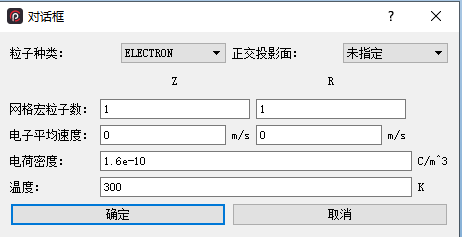 对话框
粒子种类： ELECTRON 正交投影面： 未指定
Z R
网格宏粒子数： 1 1
电子平均速度： 0 m/s 0 m/s
电荷密度： 1.6e-10 C/m^3
温度： 300 K
确定 取消